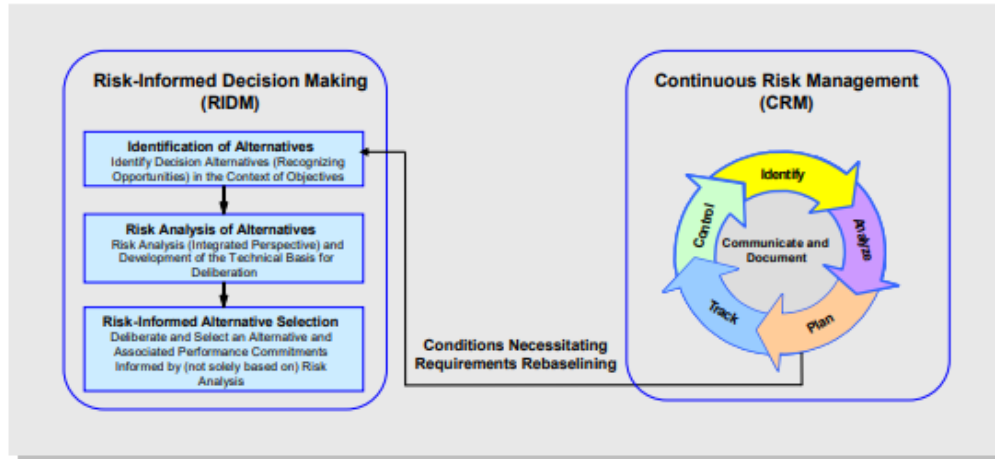 Risk-Informed Decision Making
(RIDM)
Identification of Alternatives
Identify Decision Alternatives (Recognizing
Opportunities) in the Context of Objectives
Risk Analysis of Alternatives
Risk Analysis (Integrated Perspective) and
Development of the Technical Basis for
Deliberation
Risk-Informed Alternative Selection
Deliberate and Select an Alternative and
Associated Performance Commitments
Informed by (not solely based on) Risk
Analysis
Conditions Necessitating
Requirements Rebaselining
Continuous Risk Management
(CRM)
Identify
Analyze
Plan
Track
Control
Communicate and
Document